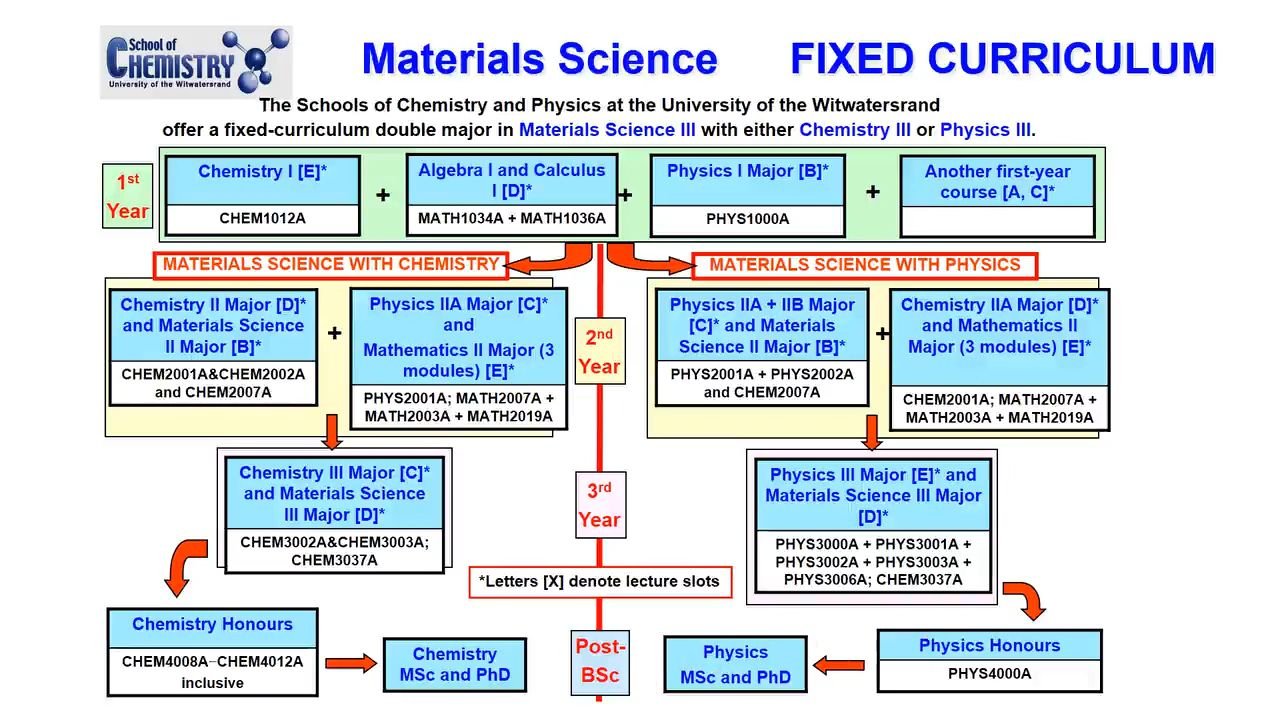 School of
CHEMISTRY
University of the Witwatersrand
Materials Science FIXED CURRICULUM
The Schools of Chemistry and Physics at the University of the Witwatersrand
offer a fixed-curriculum double major in Materials Science III with either Chemistry III or Physics III.
1st
Year
Chemistry I [E]*
CHEM1012A
+
Algebra I and Calculus
I [D]*
MATH1034A + MATH1036A
+
Physics I Major [B]*
PHYS1000A
+
Another first-year
course [A, C]*
MATERIALS SCIENCE WITH CHEMISTRY
MATERIALS SCIENCE WITH PHYSICS
Chemistry II Major [D]*
and Materials Science
II Major [B]*
CHEM2001A&CHEM2002A
and CHEM2007A
+
Physics IIA Major [C]*
and
Mathematics II Major (3
modules) [E]*
PHYS2001A; MATH2007A +
MATH2003A + MATH2019A
2nd
Year
Physics IIA + IIB Major
[C]* and Materials
Science II Major [B]*
PHYS2001A + PHYS2002A
and CHEM2007A
+
Chemistry IIA Major [D]*
and Mathematics II
Major (3 modules) [E]*
CHEM2001A; MATH2007A +
MATH2003A + MATH2019A
Chemistry III Major [C]*
and Materials Science
III Major [D]*
CHEM3002A&CHEM3003A;
CHEM3037A
3rd
Year
Physics III Major [E]* and
Materials Science III Major
[D]*
PHYS3000A + PHYS3001A +
PHYS3002A + PHYS3003A +
PHYS3006A; CHEM3037A
*Letters [X] denote lecture slots
Chemistry Honours
CHEM4008A–CHEM4012A
inclusive
Chemistry
MSc and PhD
Post-
BSc
Physics
MSc and PhD
Physics Honours
PHYS4000A